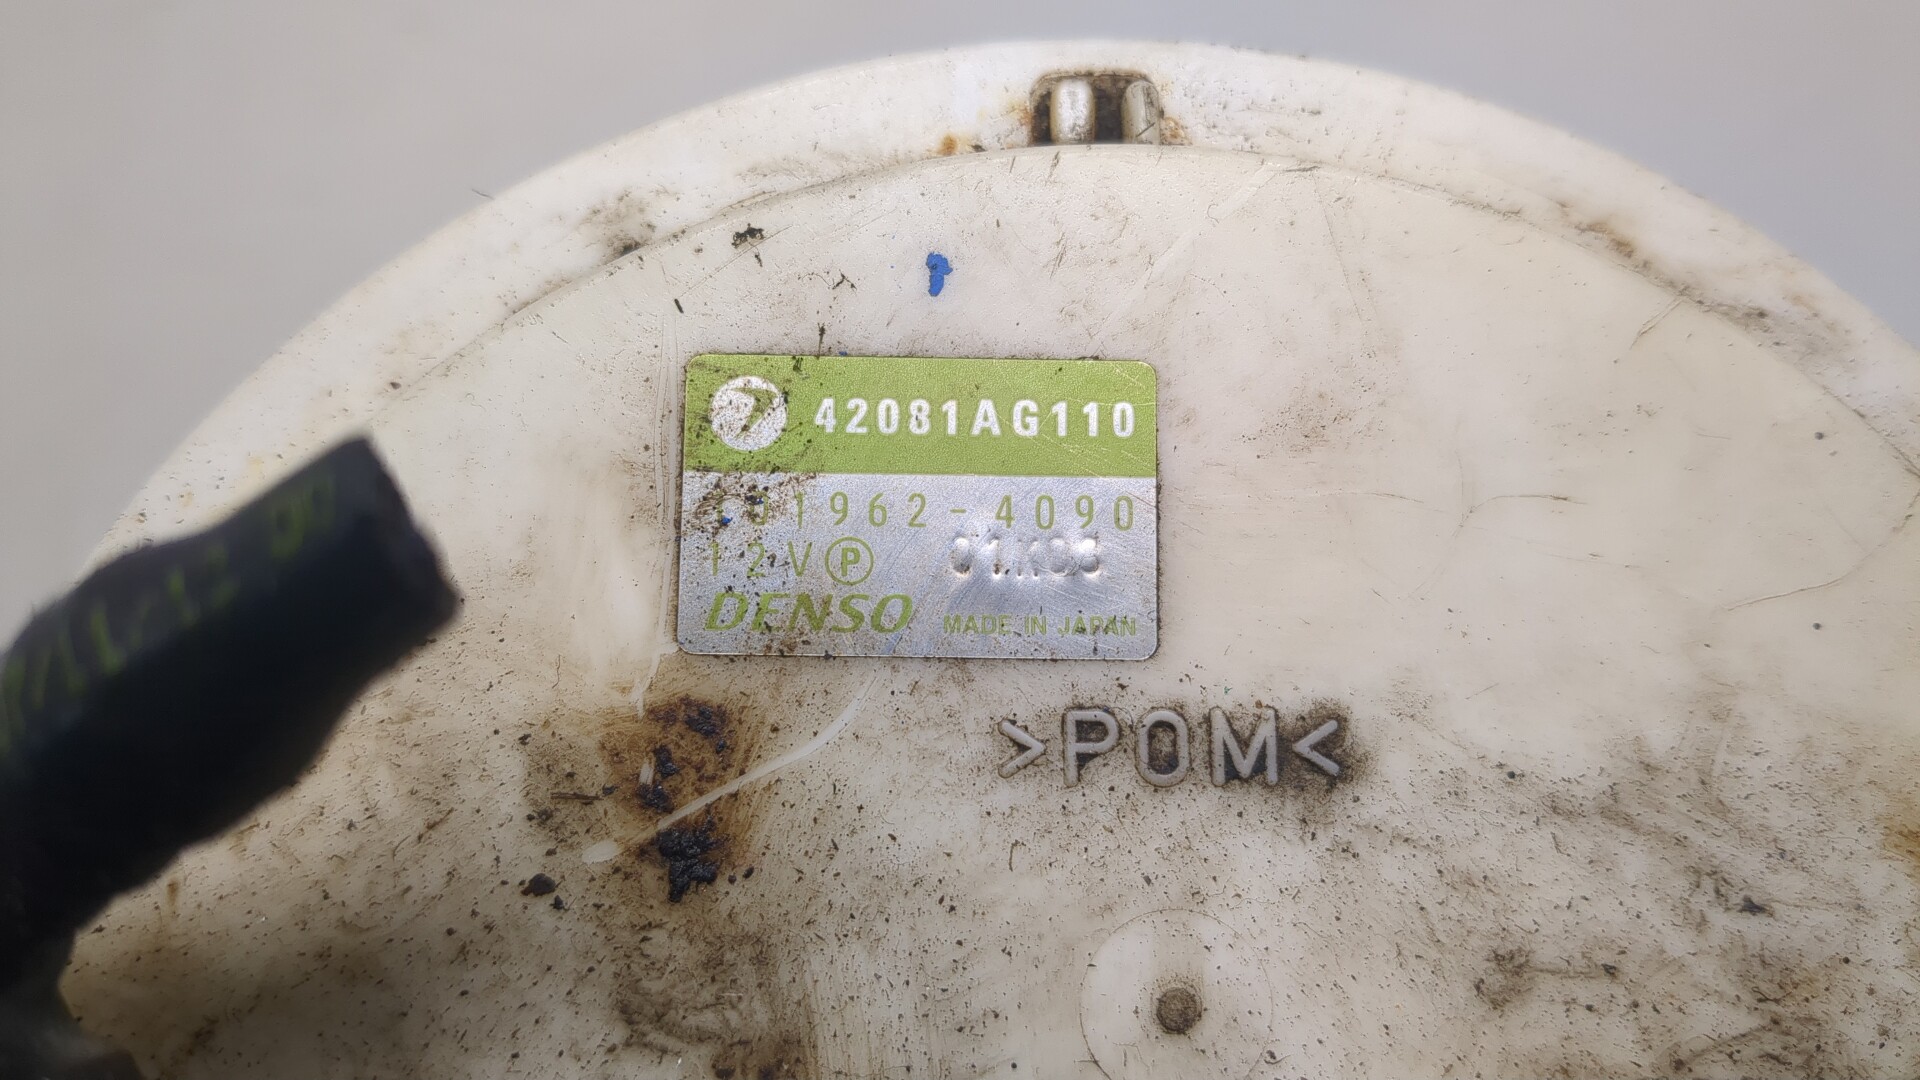 42081AG110
101962-4090
12V P
DENSO MADE IN JAPAN
>POM<